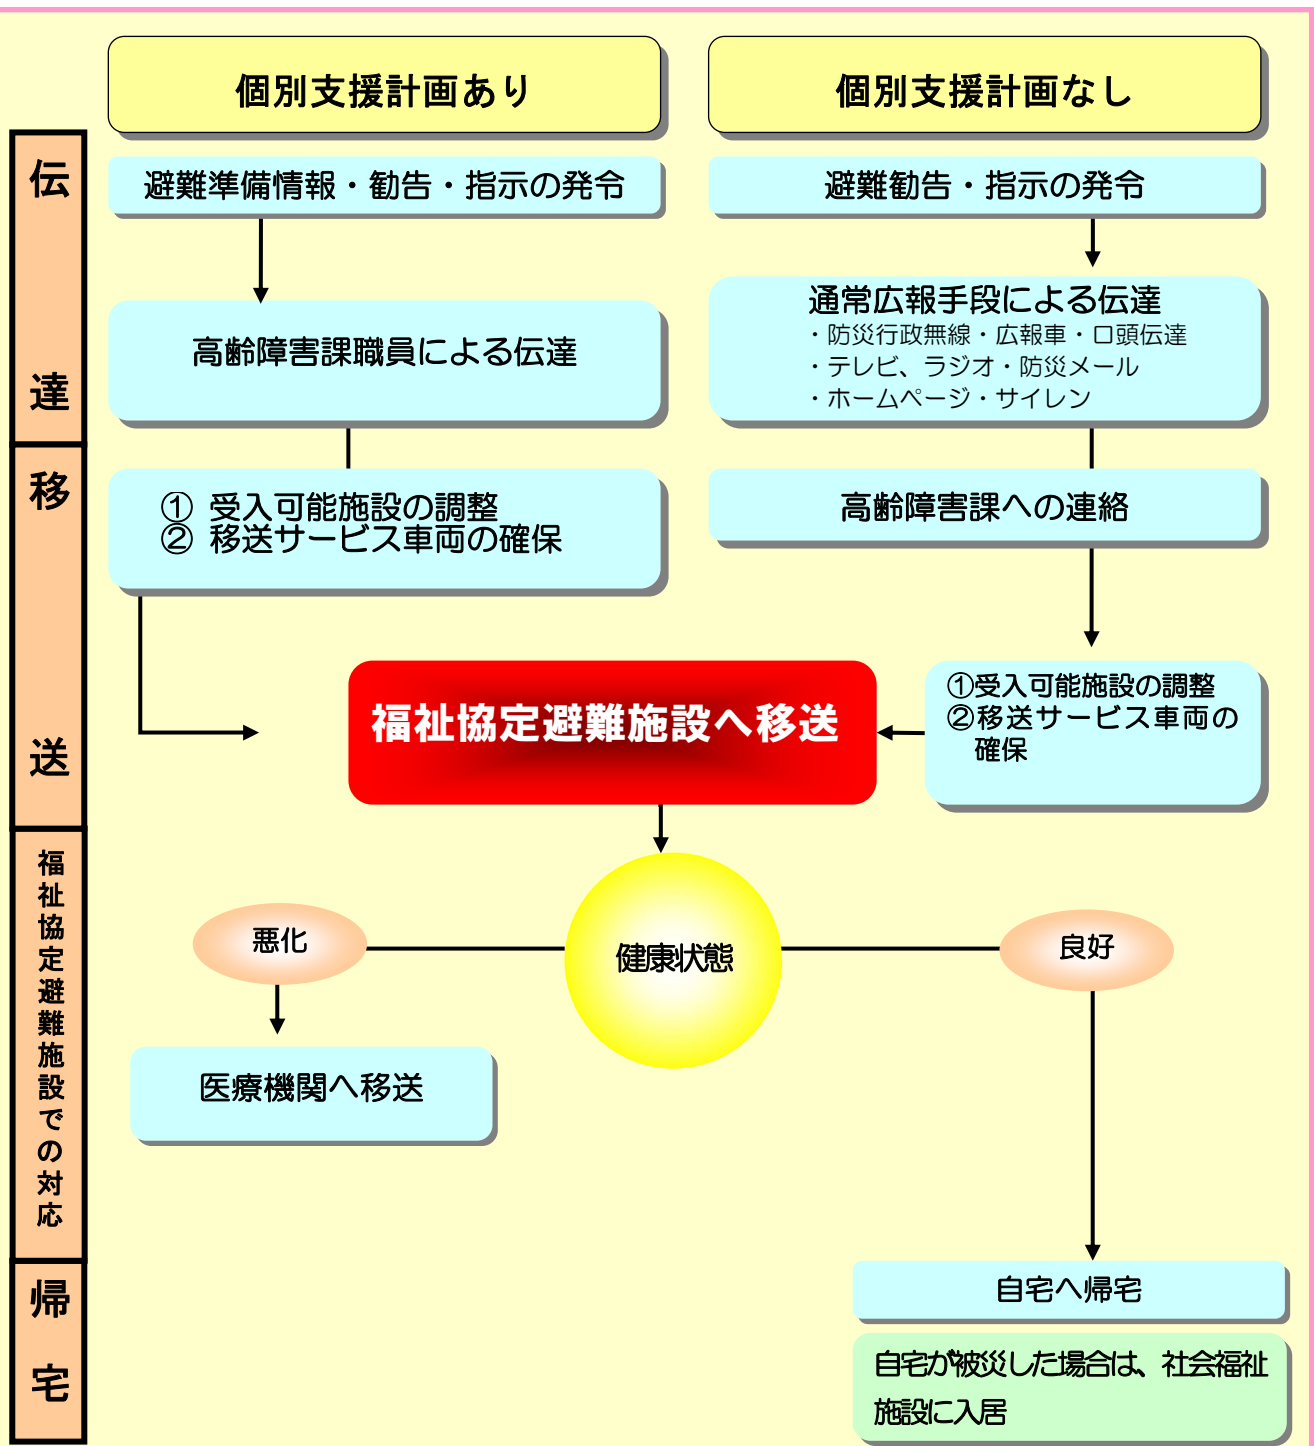 個別支援計画あり
個別支援計画なし
伝達
避難準備情報・勧告・指示の発令
避難勧告・指示の発令
高齢障害課職員による伝達
通常広報手段による伝達
・防災行政無線・広報車・口頭伝達
・テレビ、ラジオ・防災メール
・ホームページ・サイレン
移送
① 受入可能施設の調整
② 移送サービス車両の確保
高齢障害課への連絡
福祉協定避難施設へ移送
①受入可能施設の調整
②移送サービス車両の
確保
福祉協定避難施設での対応
悪化
健康状態
良好
医療機関へ移送
帰宅
自宅へ帰宅
自宅が被災した場合は、社会福祉
施設に入居